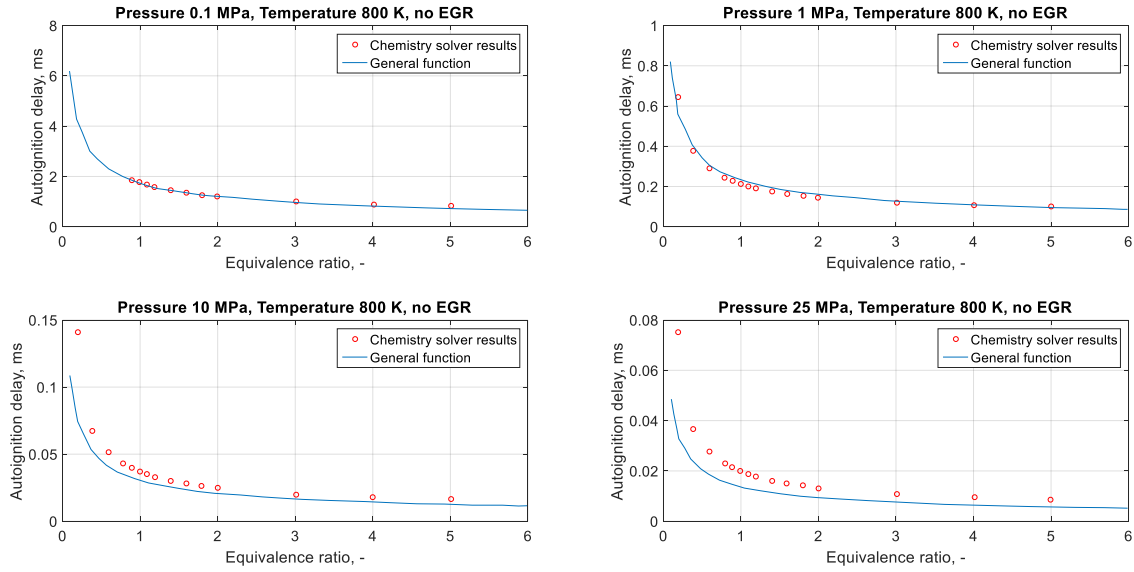 Pressure 0.1 MPa, Temperature 800 K, no EGR
8
6
4
2
0
Autoignition delay, ms
Chemistry solver results
General function
0 1 2 3 4 5 6
Equivalence ratio, -
Pressure 1 MPa, Temperature 800 K, no EGR
1
0.8
0.6
0.4
0.2
0
Autoignition delay, ms
Chemistry solver results
General function
0 1 2 3 4 5 6
Equivalence ratio, -
Pressure 10 MPa, Temperature 800 K, no EGR
0.15
0.1
0.05
0
Autoignition delay, ms
Chemistry solver results
General function
0 1 2 3 4 5 6
Equivalence ratio, -
Pressure 25 MPa, Temperature 800 K, no EGR
0.08
0.06
0.04
0.02
0
Autoignition delay, ms
Chemistry solver results
General function
0 1 2 3 4 5 6
Equivalence ratio, -